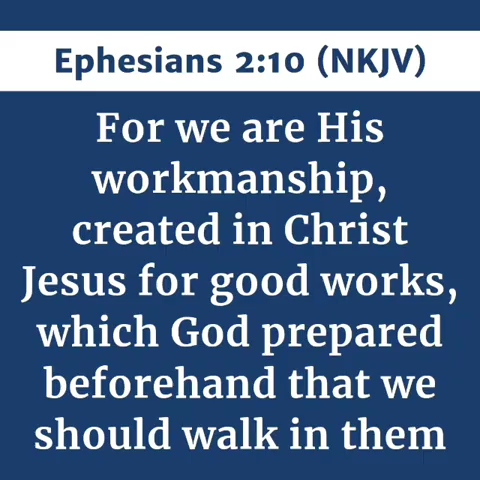 Ephesians 2:10 (NKJV)
For we are His
workmanship,
created in Christ
Jesus for good works,
which God prepared
beforehand that we
should walk in them